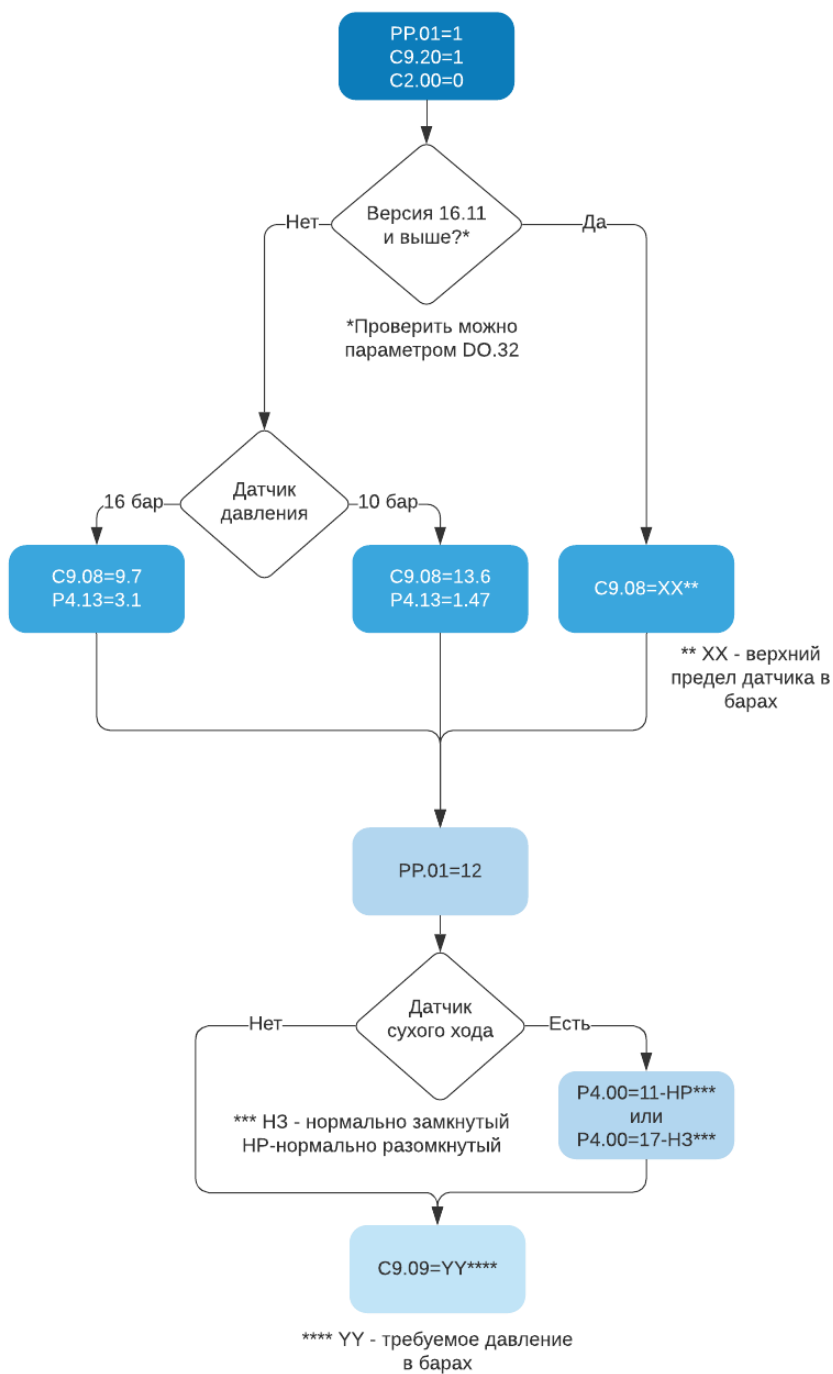 PP.01=1
C9.20=1
C2.00=0
Версия 16.11
и выше?*
Нет
Да
*Проверить можно
параметром DO.32
Датчик
давления
16 бар
10 бар
C9.08=9.7
P4.13=3.1
C9.08=13.6
P4.13=1.47
C9.08=XX**
** XX - верхний
предел датчика в
барах
PP.01=12
Датчик
сухого хода
Нет
Есть
P4.00=11-НР***
или
P4.00=17-НЗ***
*** НЗ - нормально замкнутый
НР-нормально разомкнутый
C9.09=YY****
**** YY - требуемое давление
в барах